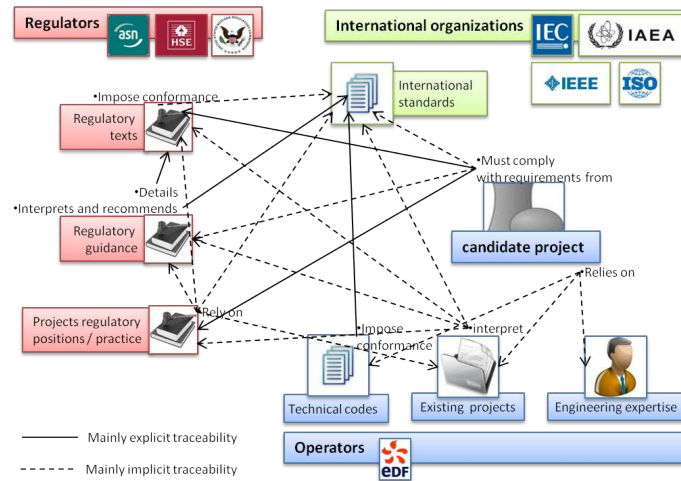 Regulators
International organizations
asn
HSE
IEC
IAEA
IEEE
ISO
•Impose conformance
International
standards
Regulatory
texts
•Must comply
with requirements from
•Details
•Interprets and recommends
Regulatory
guidance
candidate project
•Relies on
Projects regulatory
positions / practice
•Rely on
•Impose
conformance
•interpret
Technical codes
Existing projects
Engineering expertise
Mainly explicit traceability
Mainly implicit traceability
Operators
eDF